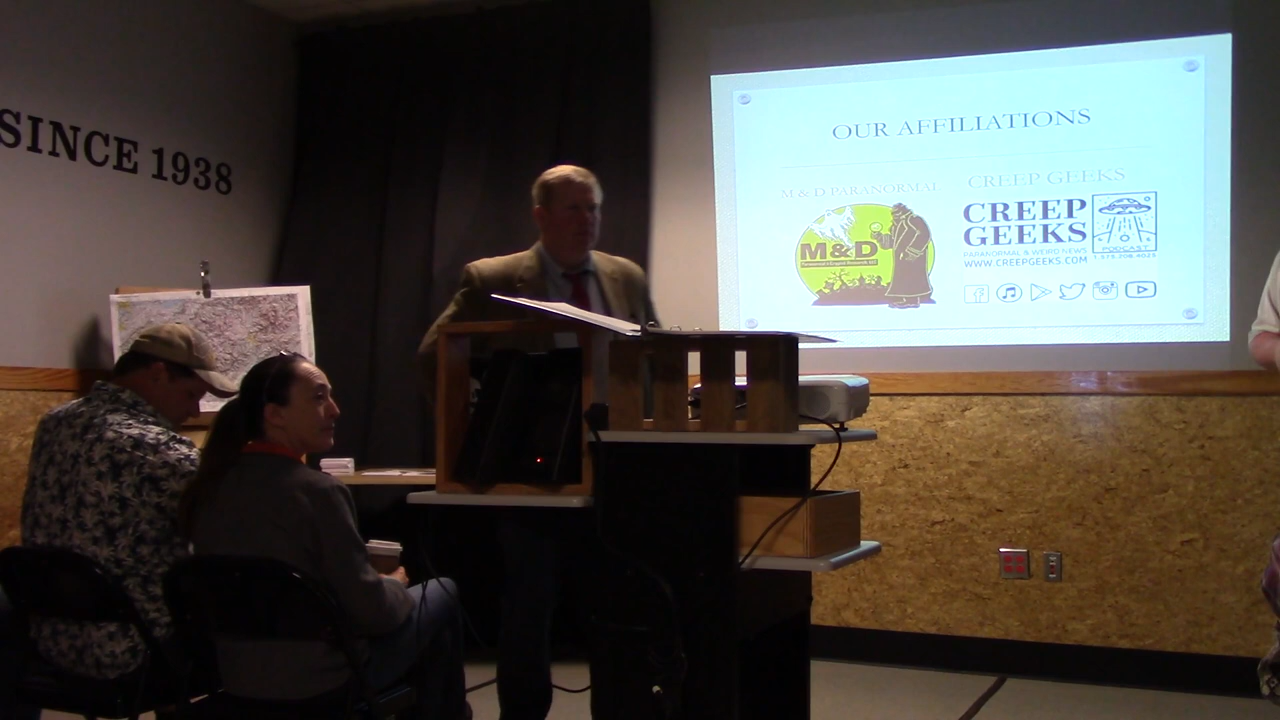 SINCE 1938
OUR AFFILIATIONS
M & D PARANORMAL
CREEP GEEKS
M&D
CREEP
GEEKS
PARANORMAL & WEIRD NEWS
WWW.CREEPGEEKS.COM
PODCAST